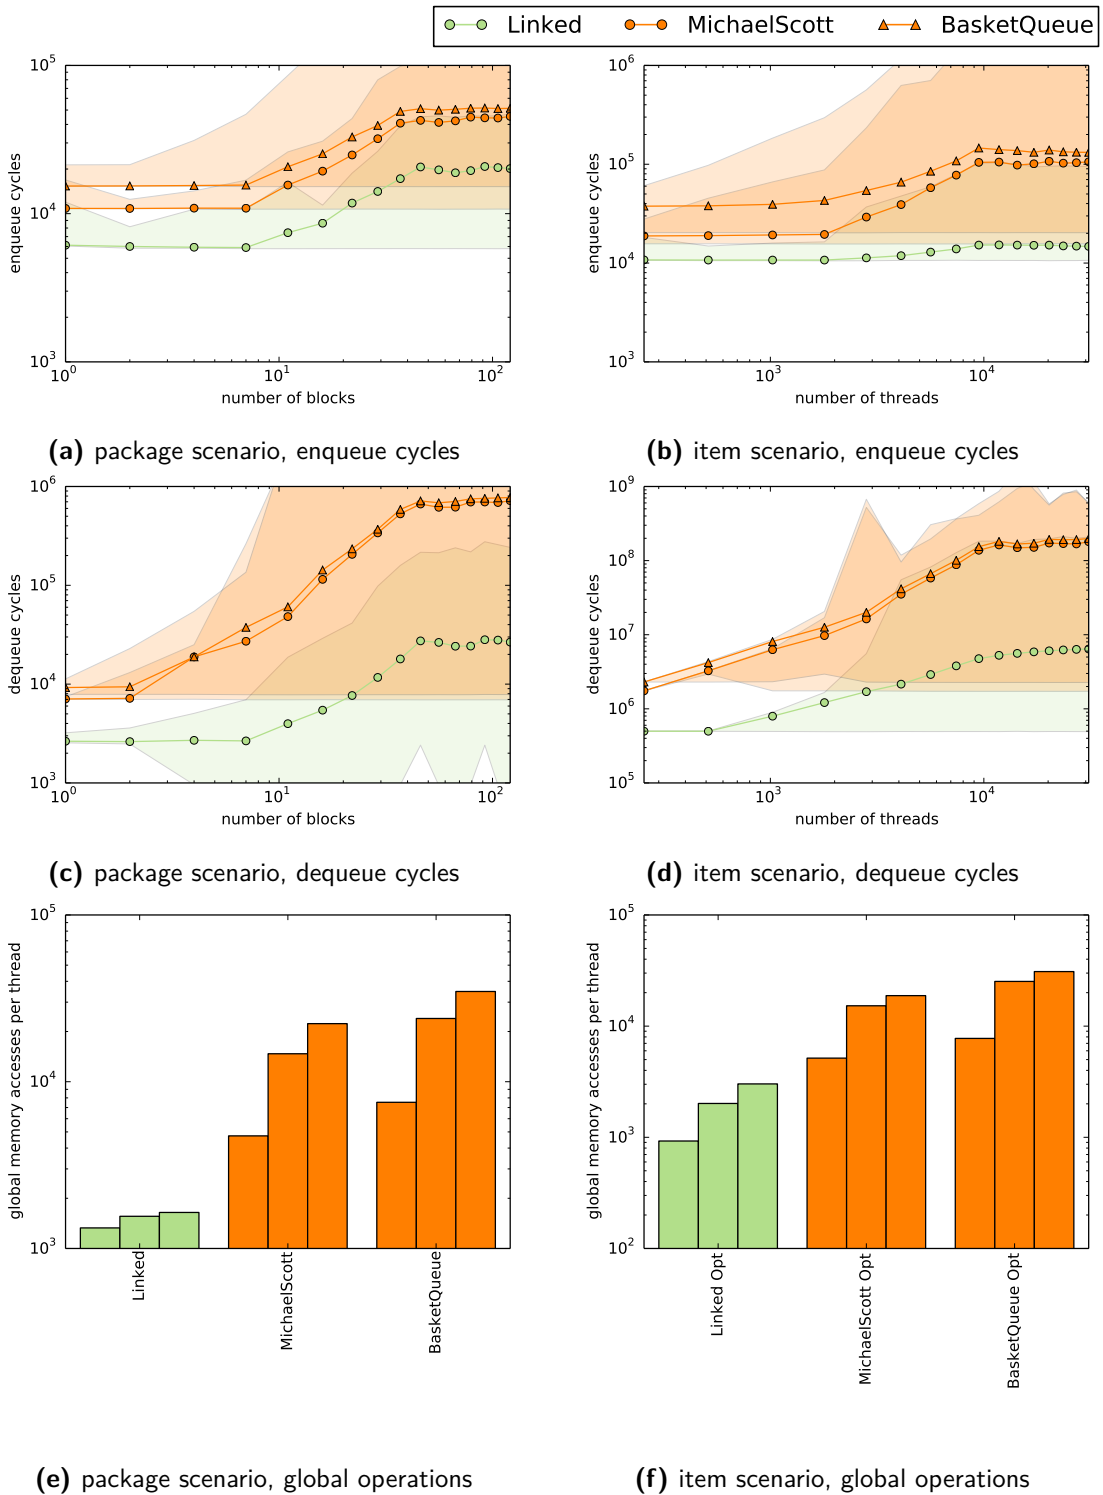 Linked MichaelScott BasketQueue
10^5
10^4
10^3
enqueue cycles
10^0 10^1 10^2
number of blocks
(a) package scenario, enqueue cycles
10^6
10^5
10^4
10^3
enqueue cycles
10^3 10^4
number of threads
(b) item scenario, enqueue cycles
10^6
10^5
10^4
10^3
dequeue cycles
10^0 10^1 10^2
number of blocks
(c) package scenario, dequeue cycles
10^9
10^8
10^7
10^6
10^5
dequeue cycles
10^3 10^4
number of threads
(d) item scenario, dequeue cycles
10^5
10^4
10^3
global memory accesses per thread
Linked
MichaelScott
BasketQueue
(e) package scenario, global operations
10^5
10^4
10^3
10^2
global memory accesses per thread
Linked Opt
MichaelScott Opt
BasketQueue Opt
(f) item scenario, global operations